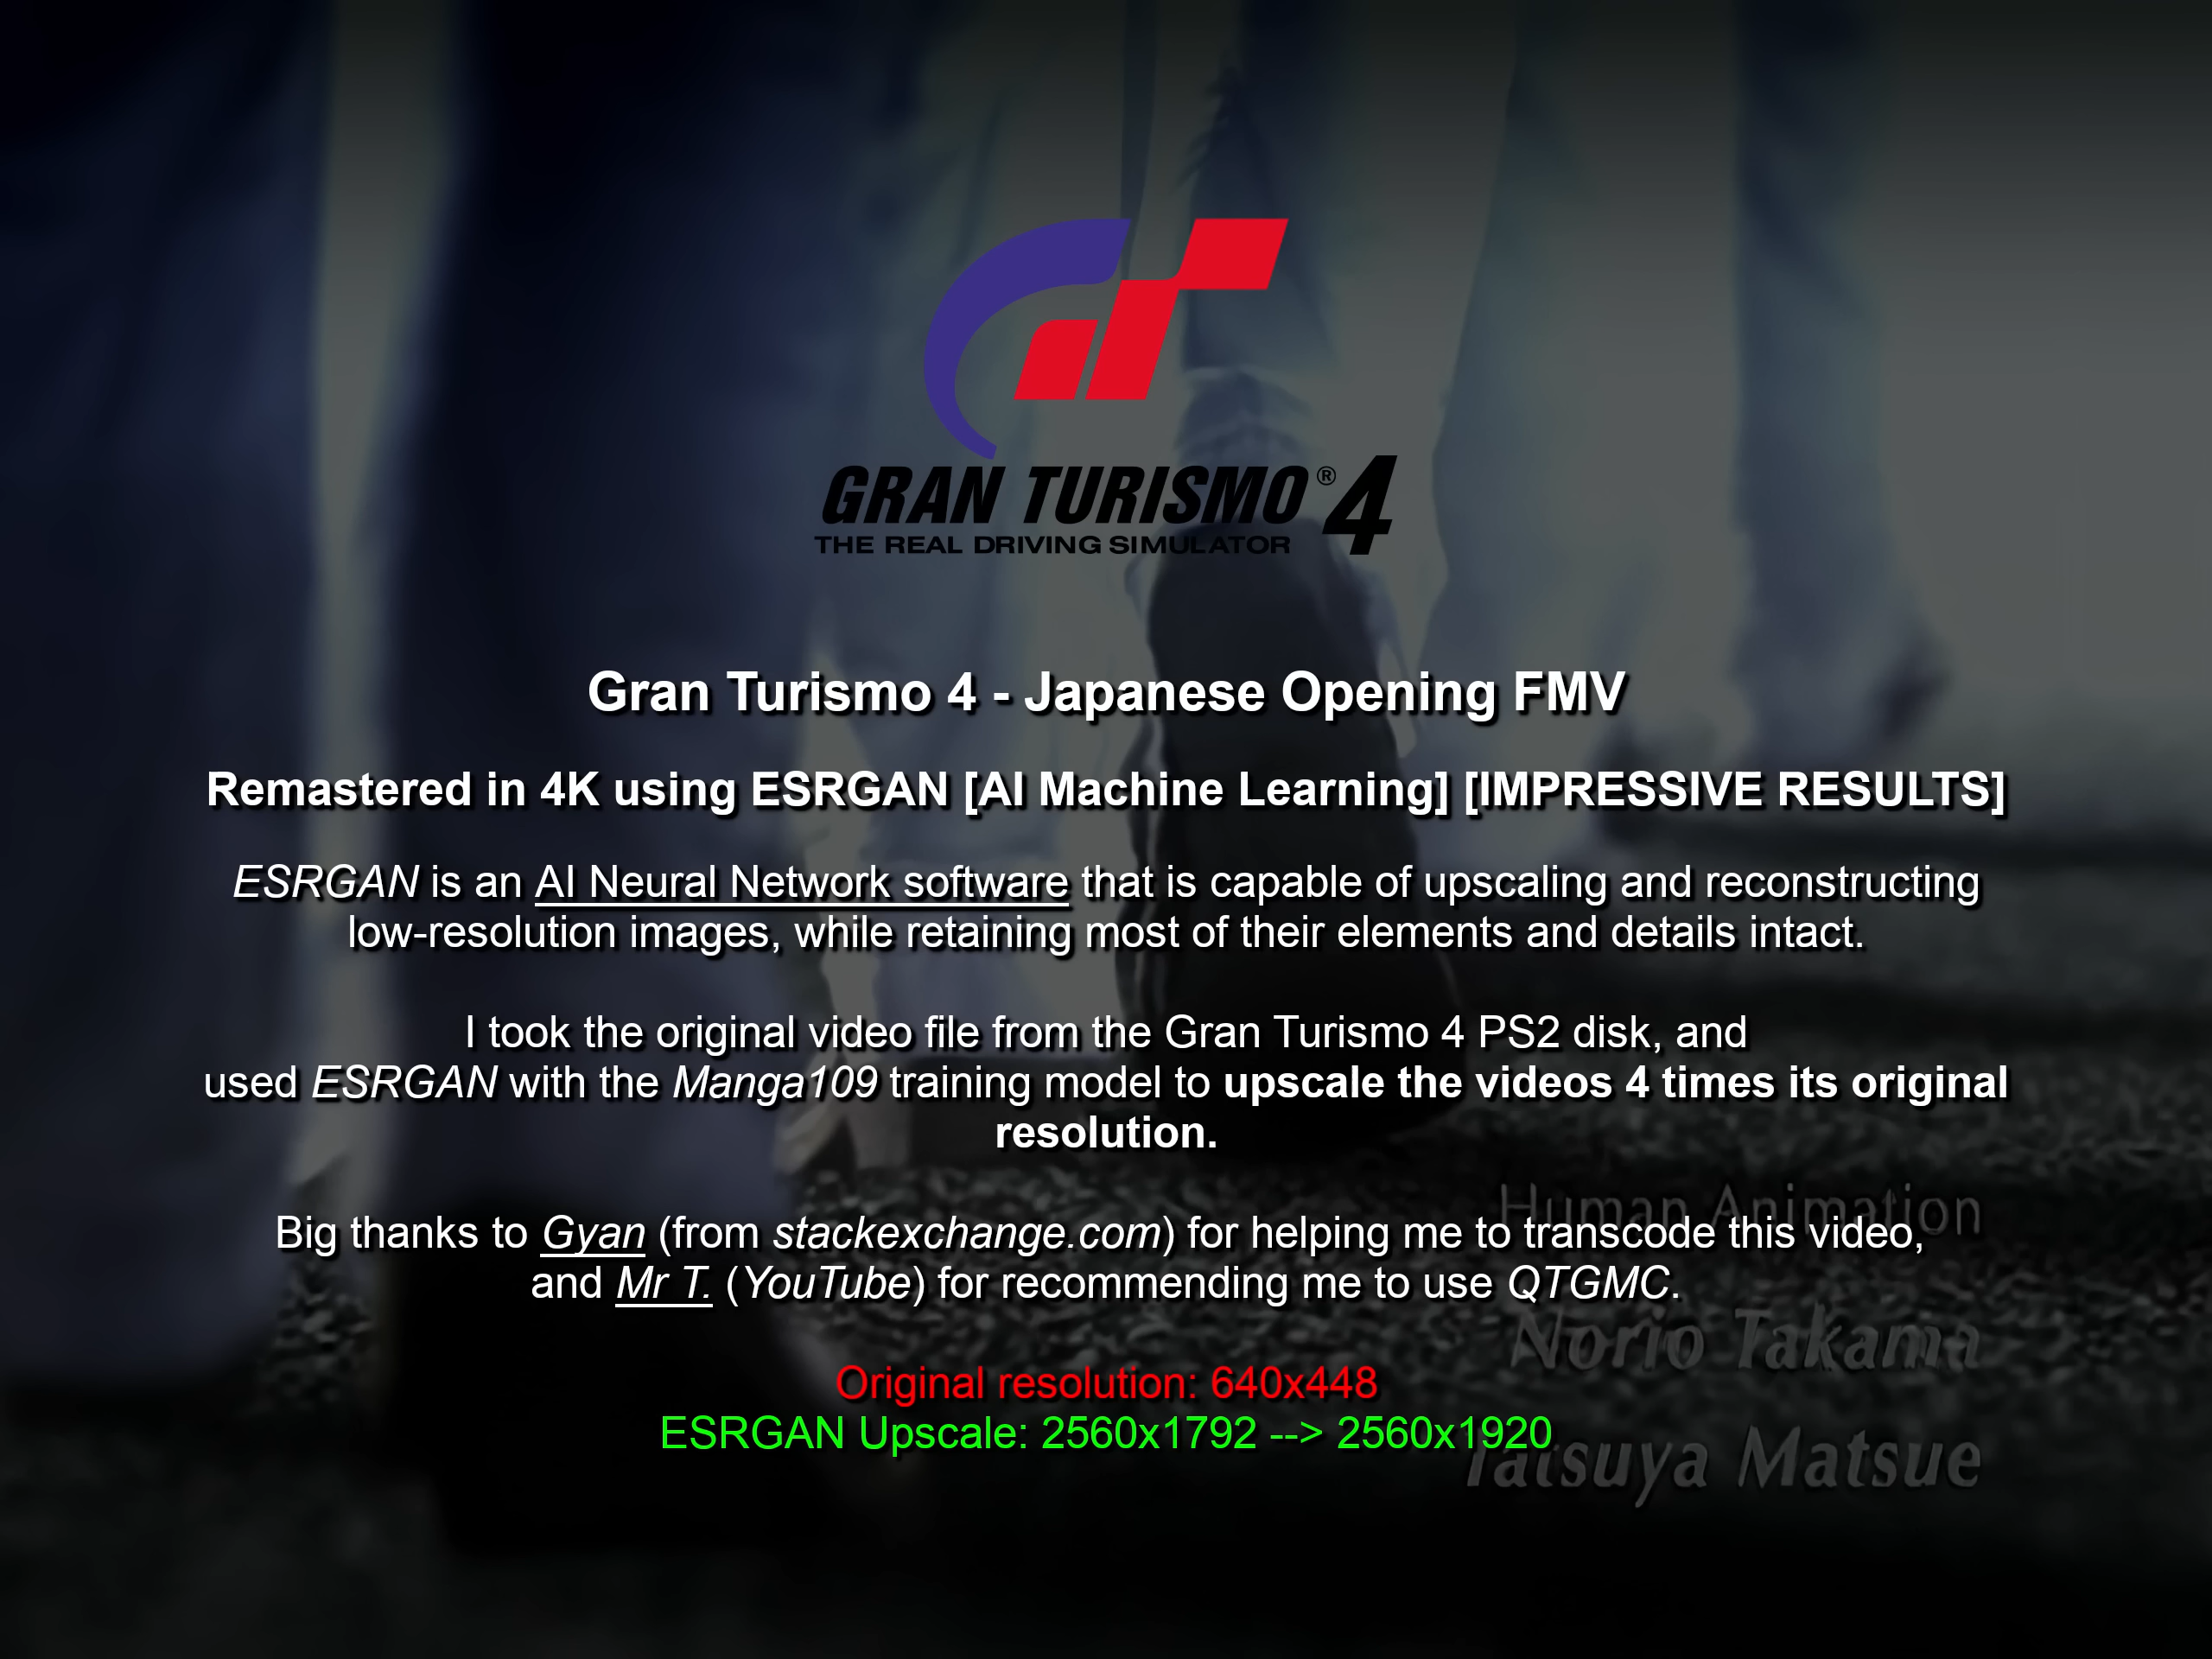 GRAN TURISMO® 4
THE REAL DRIVING SIMULATOR
Gran Turismo 4 - Japanese Opening FMV
Remastered in 4K using ESRGAN [AI Machine Learning] [IMPRESSIVE RESULTS]
ESRGAN is an AI Neural Network software that is capable of upscaling and reconstructing
low-resolution images, while retaining most of their elements and details intact.
I took the original video file from the Gran Turismo 4 PS2 disk, and
used ESRGAN with the Manga109 training model to upscale the videos 4 times its original
resolution.
Human Animation
Big thanks to Gyan (from stackexchange.com) for helping me to transcode this video,
and Mr T. (YouTube) for recommending me to use QTGMC.
Norio Takama
Original resolution: 640x448
ESRGAN Upscale: 2560x1792 --> 2560x1920
Tatsuya Matsue